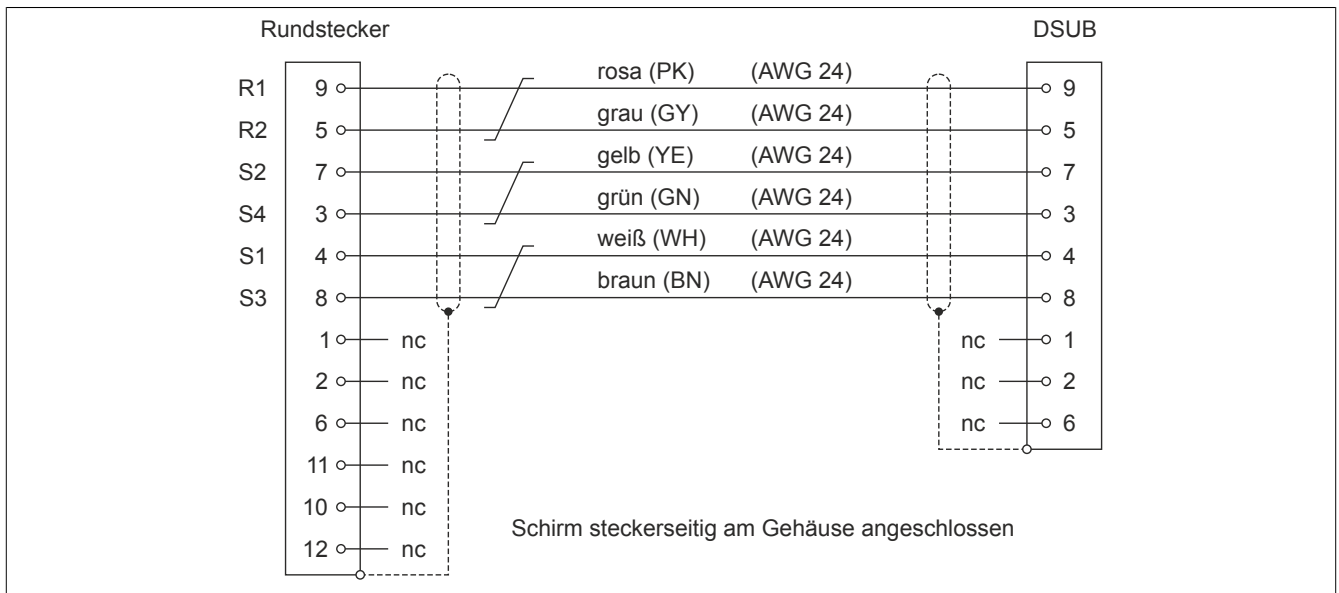 Rundstecker DSUB
R1 9 rosa (PK) (AWG 24) 9
R2 5 grau (GY) (AWG 24) 5
S2 7 gelb (YE) (AWG 24) 7
S4 3 grün (GN) (AWG 24) 3
S1 4 weiß (WH) (AWG 24) 4
S3 8 braun (BN) (AWG 24) 8
1 nc nc 1
2 nc nc 2
6 nc nc 6
11 nc
10 nc
Schirm steckerseitig am Gehäuse angeschlossen
12 nc